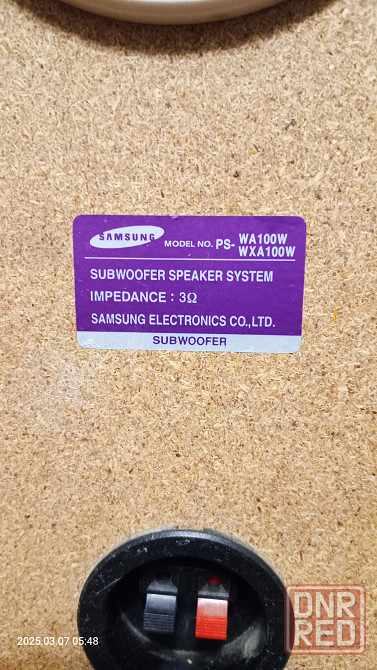 SAMSUNG MODEL NO. PS- WA100W
WXA100W
SUBWOOFER SPEAKER SYSTEM
IMPEDANCE : 3Ω
SAMSUNG ELECTRONICS CO.,LTD.
SUBWOOFER
2025.03.07 05:48
DNR
RED